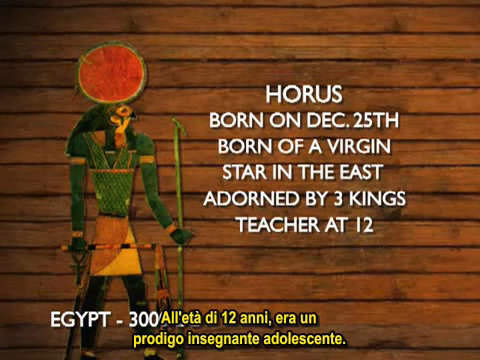 HORUS
BORN ON DEC. 25TH
BORN OF A VIRGIN
STAR IN THE EAST
ADORNED BY 3 KINGS
TEACHER AT 12
EGYPT - 300
All'età di 12 anni, era un
prodigo insegnante adolescente.